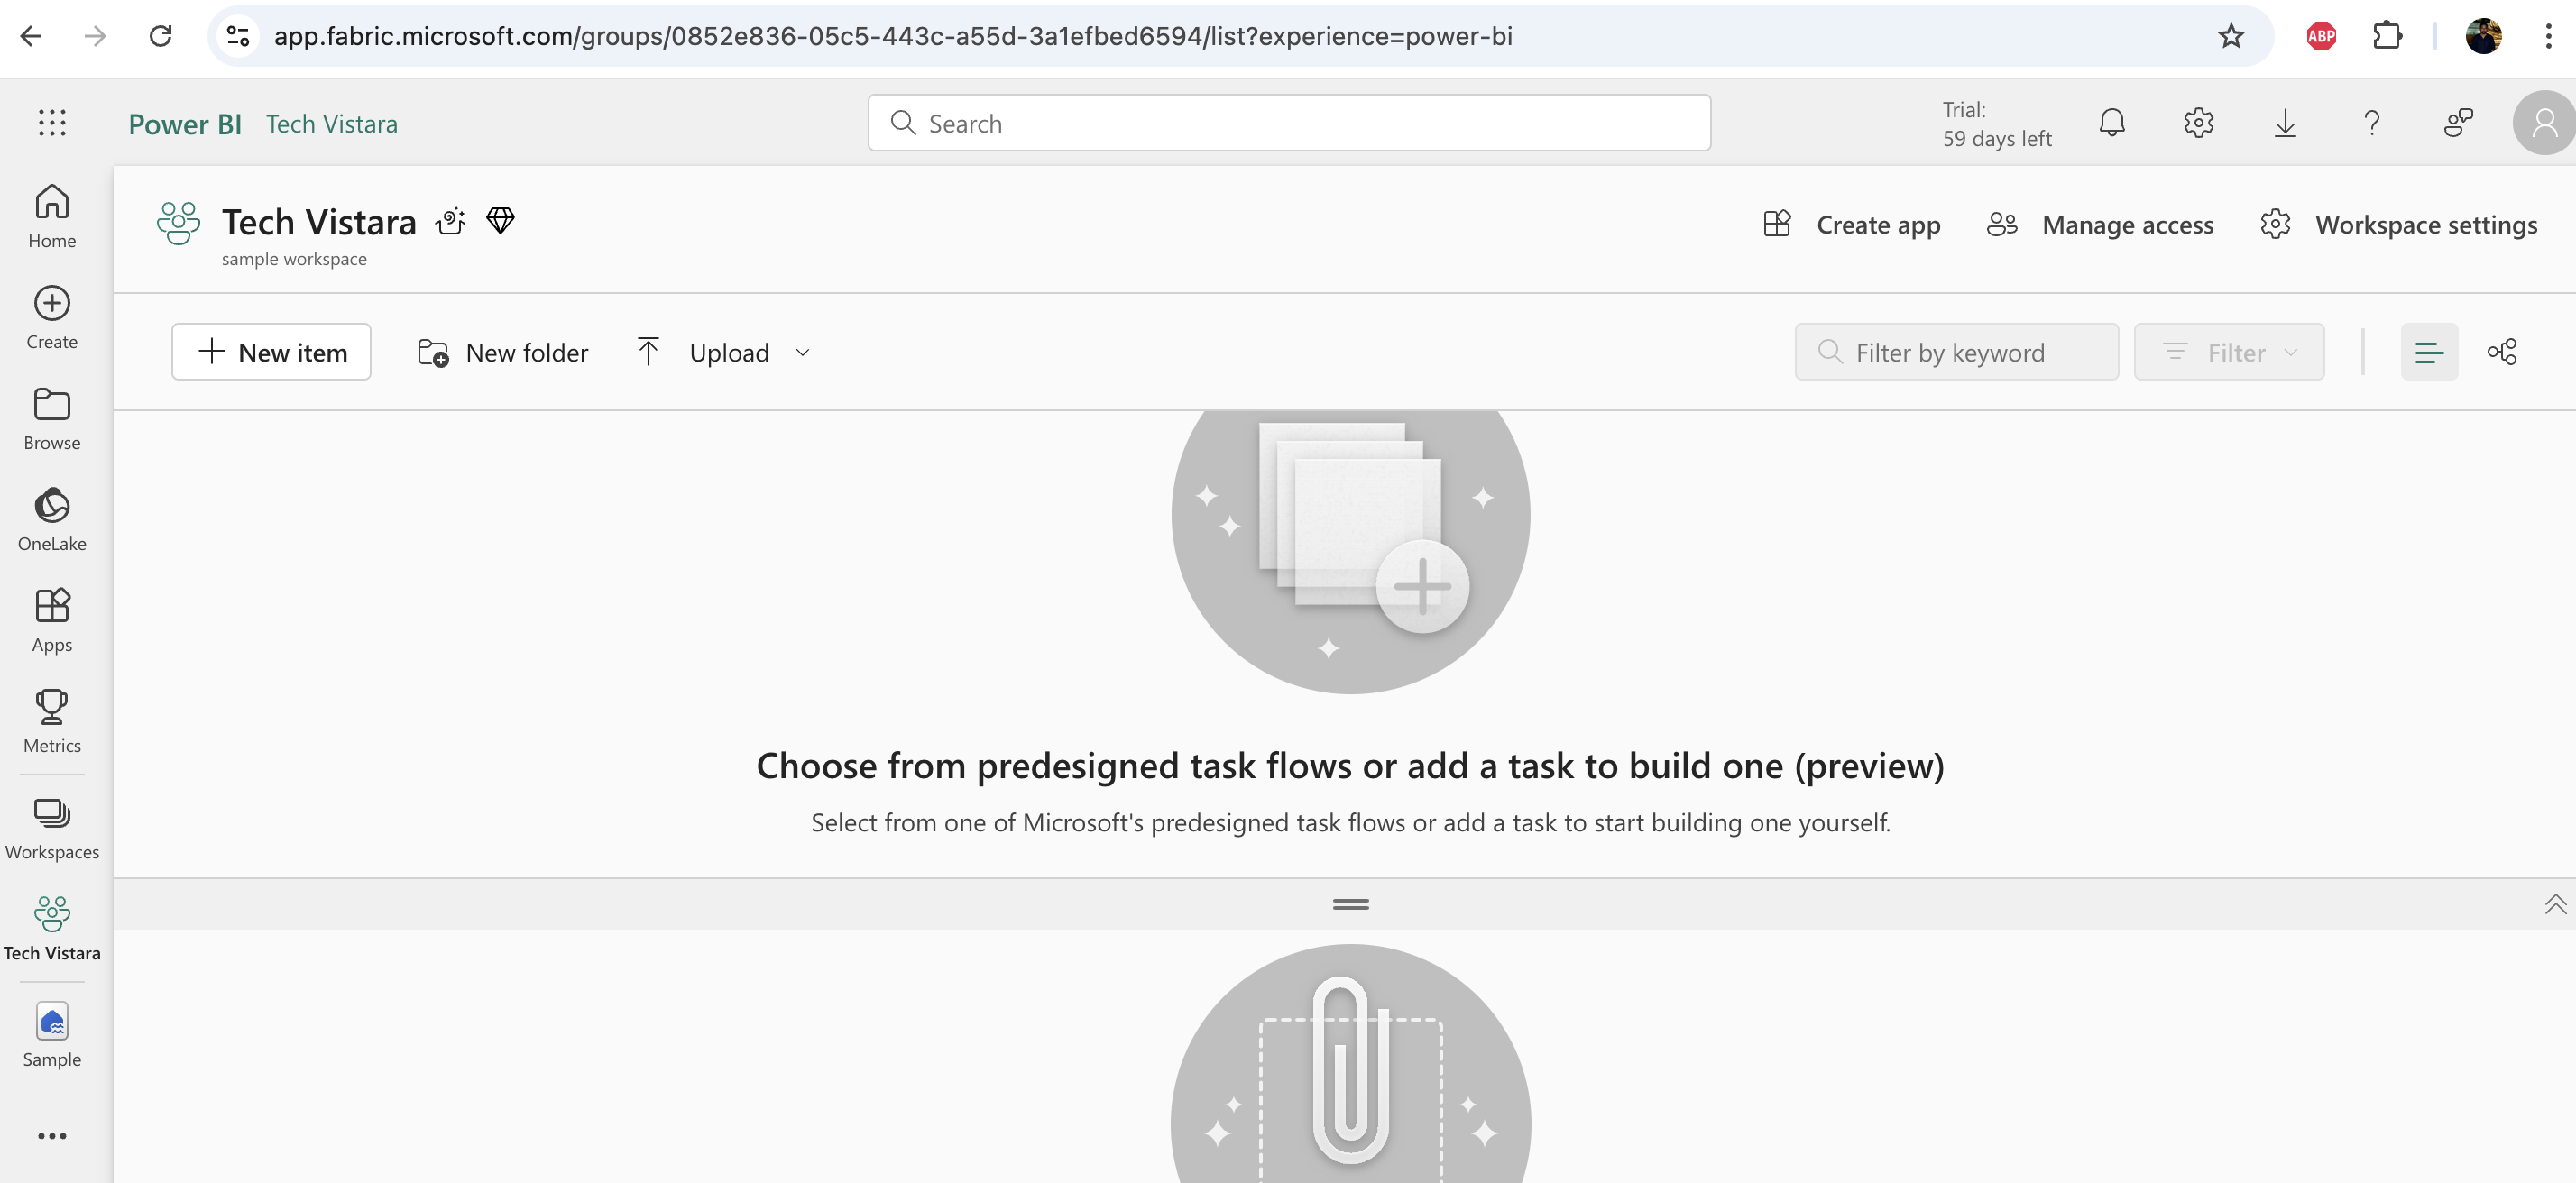 app.fabric.microsoft.com/groups/0852e836-05c5-443c-a55d-3a1efbed6594/list?experience=power-bi
ABP
Power BI Tech Vistara
Search
Trial:
59 days left
Tech Vistara
sample workspace
Create app
Manage access
Workspace settings
New item
New folder
Upload
Filter by keyword
Filter
Home
Create
Browse
OneLake
Apps
Metrics
Workspaces
Tech Vistara
Sample
Choose from predesigned task flows or add a task to build one (preview)
Select from one of Microsoft's predesigned task flows or add a task to start building one yourself.